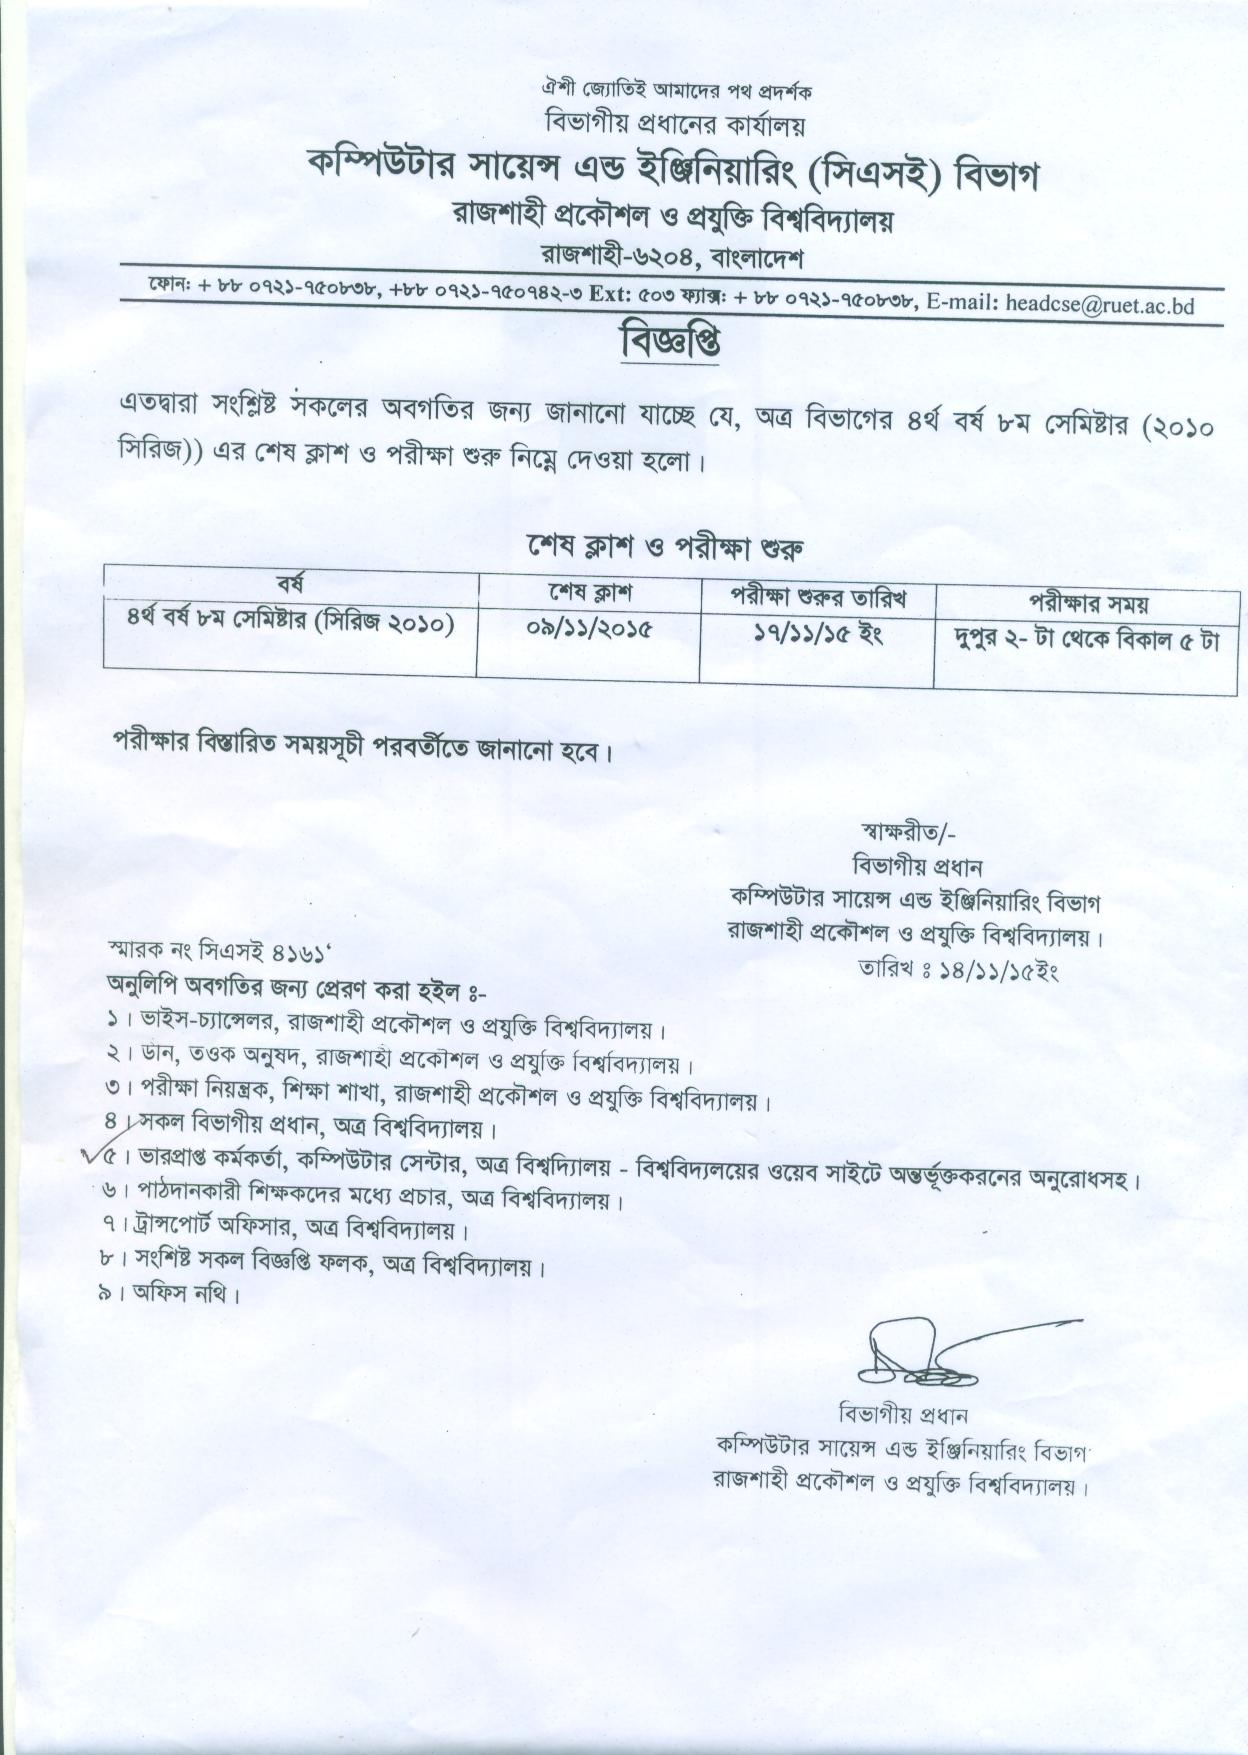 ঐশী জ্যোতিই আমাদের পথ প্রদর্শক
বিভাগীয় প্রধানের কার্যালয়
কম্পিউটার সায়েন্স এন্ড ইঞ্জিনিয়ারিং (সিএসই) বিভাগ
রাজশাহী প্রকৌশল ও প্রযুক্তি বিশ্ববিদ্যালয়
রাজশাহী-৬২০৪, বাংলাদেশ
ফোনঃ + ৮৮ ০৭২১-৭৫০৮৩৮, +৮৮ ০৭২১-৭৫০৭৪২-৩ Ext: ৫০৩ ফ্যাক্সঃ + ৮৮ ০৭২১-৭৫০৮৩৮, E-mail: headcse@ruet.ac.bd
বিজ্ঞপ্তি
এতদ্বারা সংশ্লিষ্ট সকলের অবগতির জন্য জানানো যাচ্ছে যে, অত্র বিভাগের ৪র্থ বর্ষ ৮ম সেমিষ্টার (২০১০
সিরিজ)) এর শেষ ক্লাশ ও পরীক্ষা শুরু নিম্নে দেওয়া হলো।
শেষ ক্লাশ ও পরীক্ষা শুরু
বর্ষ শেষ ক্লাশ পরীক্ষা শুরুর তারিখ পরীক্ষার সময়
৪র্থ বর্ষ ৮ম সেমিষ্টার (সিরিজ ২০১০) ০৯/১১/২০১৫ ১৭/১১/১৫ ইং দুপুর ২- টা থেকে বিকাল ৫ টা
পরীক্ষার বিস্তারিত সময়সূচী পরবর্তীতে জানানো হবে।
স্বাক্ষরীত/-
বিভাগীয় প্রধান
কম্পিউটার সায়েন্স এন্ড ইঞ্জিনিয়ারিং বিভাগ
রাজশাহী প্রকৌশল ও প্রযুক্তি বিশ্ববিদ্যালয়।
তারিখ ঃ ১৪/১১/১৫ইং
স্মারক নং সিএসই ৪১৬১‘
অনুলিপি অবগতির জন্য প্রেরণ করা হইল ঃ-
১। ভাইস-চ্যান্সেলর, রাজশাহী প্রকৌশল ও প্রযুক্তি বিশ্ববিদ্যালয়।
২। ডীন, তওক অনুষদ, রাজশাহী প্রকৌশল ও প্রযুক্তি বিশ্ববিদ্যালয়।
৩। পরীক্ষা নিয়ন্ত্রক, শিক্ষা শাখা, রাজশাহী প্রকৌশল ও প্রযুক্তি বিশ্ববিদ্যালয়।
৪। সকল বিভাগীয় প্রধান, অত্র বিশ্ববিদ্যালয়।
৫। ভারপ্রাপ্ত কর্মকর্তা, কম্পিউটার সেন্টার, অত্র বিশ্বদ্যিালয় - বিশ্ববিদ্যলয়ের ওয়েব সাইটে অন্তর্ভূক্তকরনের অনুরোধসহ।
৬। পাঠদানকারী শিক্ষকদের মধ্যে প্রচার, অত্র বিশ্ববিদ্যালয়।
৭। ট্রান্সপোর্ট অফিসার, অত্র বিশ্ববিদ্যালয়।
৮। সংশিষ্ট সকল বিজ্ঞপ্তি ফলক, অত্র বিশ্ববিদ্যালয়।
৯। অফিস নথি।
বিভাগীয় প্রধান
কম্পিউটার সায়েন্স এন্ড ইঞ্জিনিয়ারিং বিভাগ
রাজশাহী প্রকৌশল ও প্রযুক্তি বিশ্ববিদ্যালয়।